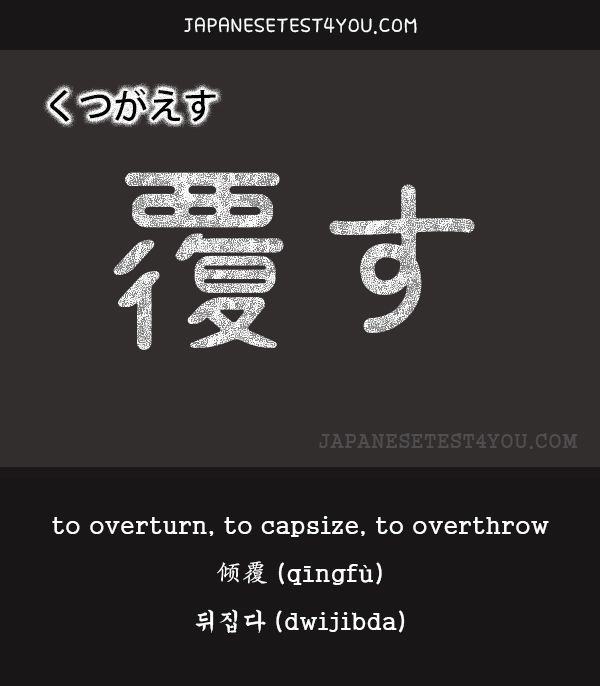 JAPANESETEST4YOU.COM
くつがえす
覆す
JAPANESETEST4YOU.COM
to overturn, to capsize, to overthrow
倾覆 (qīngfù)
뒤집다 (dwijibda)